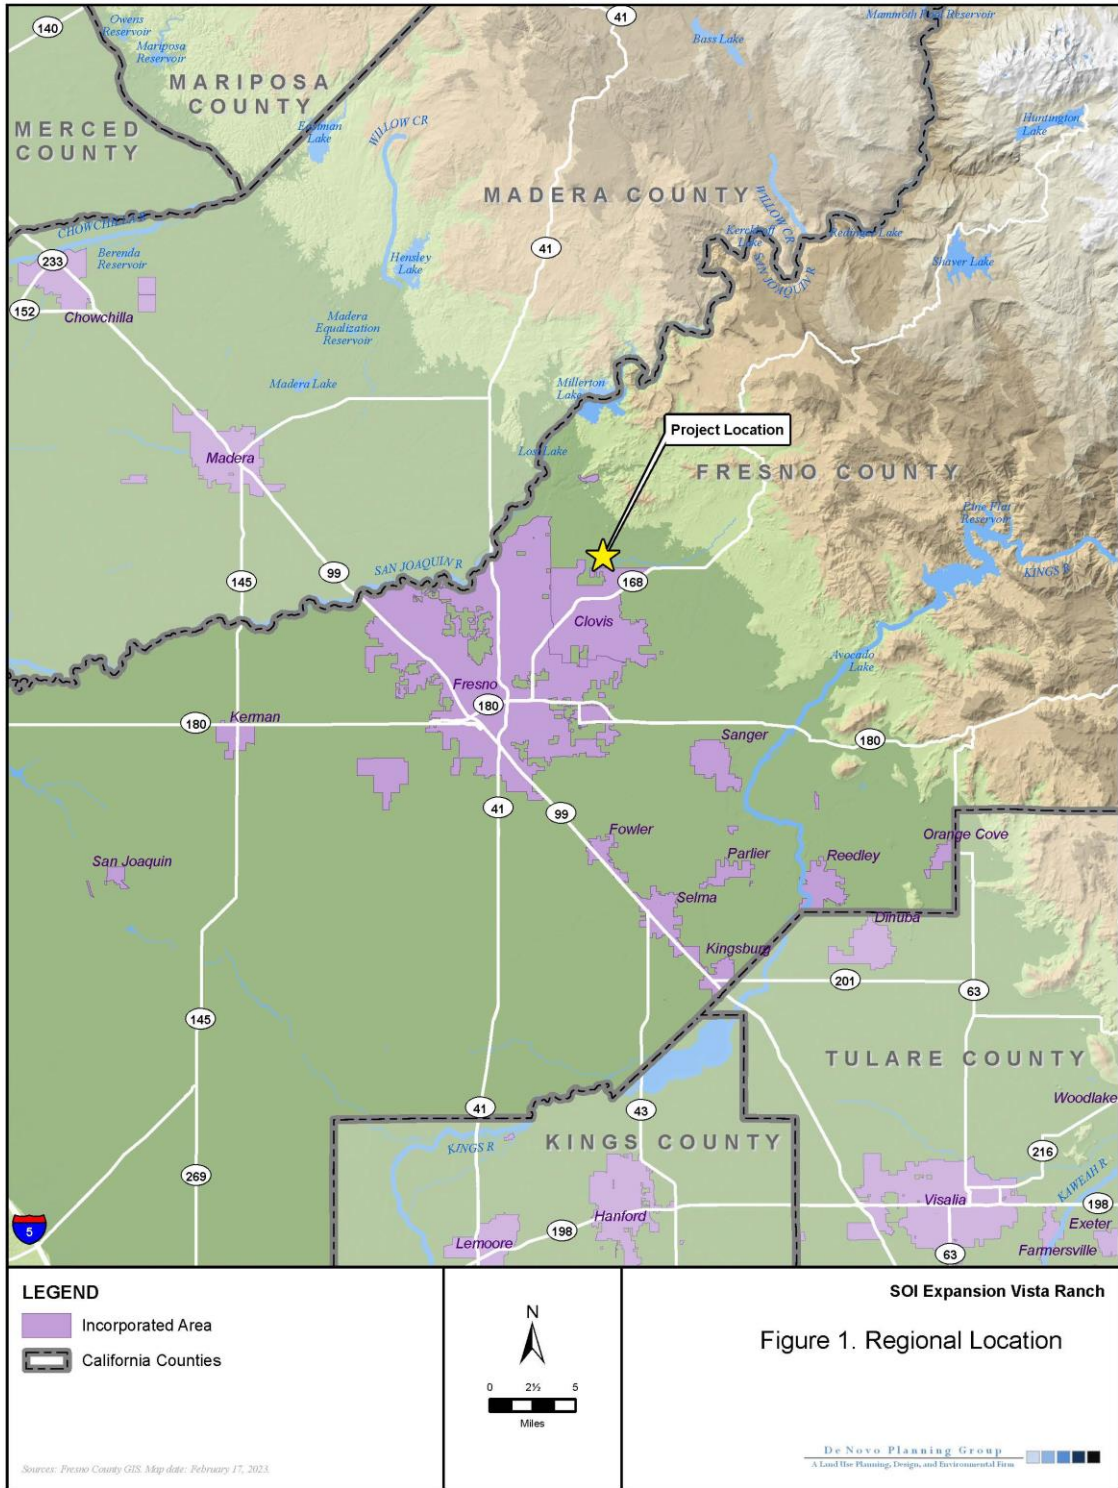 140
Owens
Reservoir
Mariposa
Reservoir
MARIPOSA
COUNTY
MERCED
COUNTY
41
Bass Lake
Mammoth Pool Reservoir
Eastman
Lake
WILLOW CR
Huntington
Lake
MADERA COUNTY
WILLOW CR
CHOWCHILLA R
Berenda
Reservoir
233
41
Hensley
Lake
Kerckhoff
Lake
Redinger Lake
SAN JOAQUIN R
Shaver Lake
152
Chowchilla
Madera
Equalization
Reservoir
Madera Lake
Millerton
Lake
Project Location
Madera
Lost Lake
FRESNO COUNTY
Pine Flat
Reservoir
KINGS R
145
99
SAN JOAQUIN R
168
Clovis
Avocado
Lake
Fresno
180
180
Kerman
Sanger
180
41
99
Fowler
Orange Cove
San Joaquin
Parlier
Reedley
Selma
Dinuba
Kingsburg
201
63
145
TULARE COUNTY
41
43
Woodlake
KINGS R
KINGS COUNTY
216
269
KAWEAH R
Visalia
198
5
Lemoore
198
Hanford
63
Exeter
Farmersville
LEGEND
Incorporated Area
California Counties
Sources: Fresno County GIS. Map date: February 17, 2023.
N
0 2½ 5
Miles
SOI Expansion Vista Ranch
Figure 1. Regional Location
De Novo Planning Group
A Land Use Planning, Design, and Environmental Firm